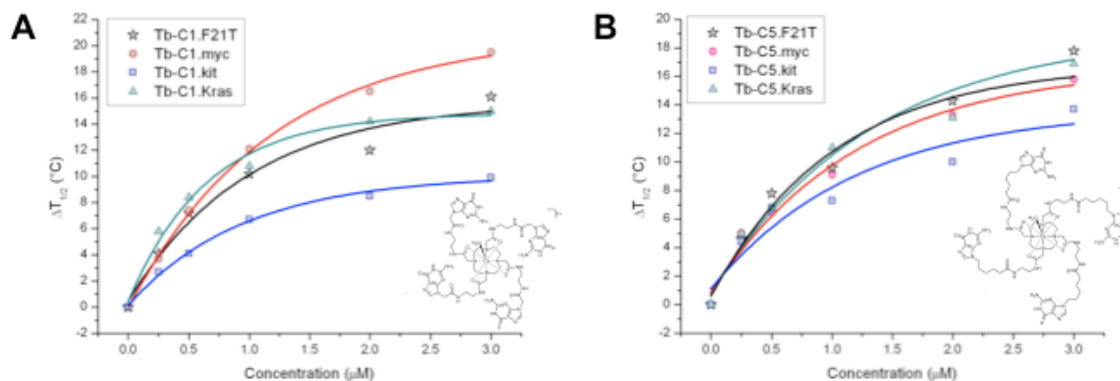 A
Tb-C1.F21T
Tb-C1.myc
Tb-C1.kit
Tb-C1.Kras
22
20
18
16
14
12
10
8
6
4
2
0
-2
ΔT1/2 (°C)
0.0 0.5 1.0 1.5 2.0 2.5 3.0
Concentration (μM)
B
Tb-C5.F21T
Tb-C5.myc
Tb-C5.kit
Tb-C5.Kras
20
18
16
14
12
10
8
6
4
2
0
-2
ΔT1/2 (°C)
0.0 0.5 1.0 1.5 2.0 2.5 3.0
Concentration (μM)